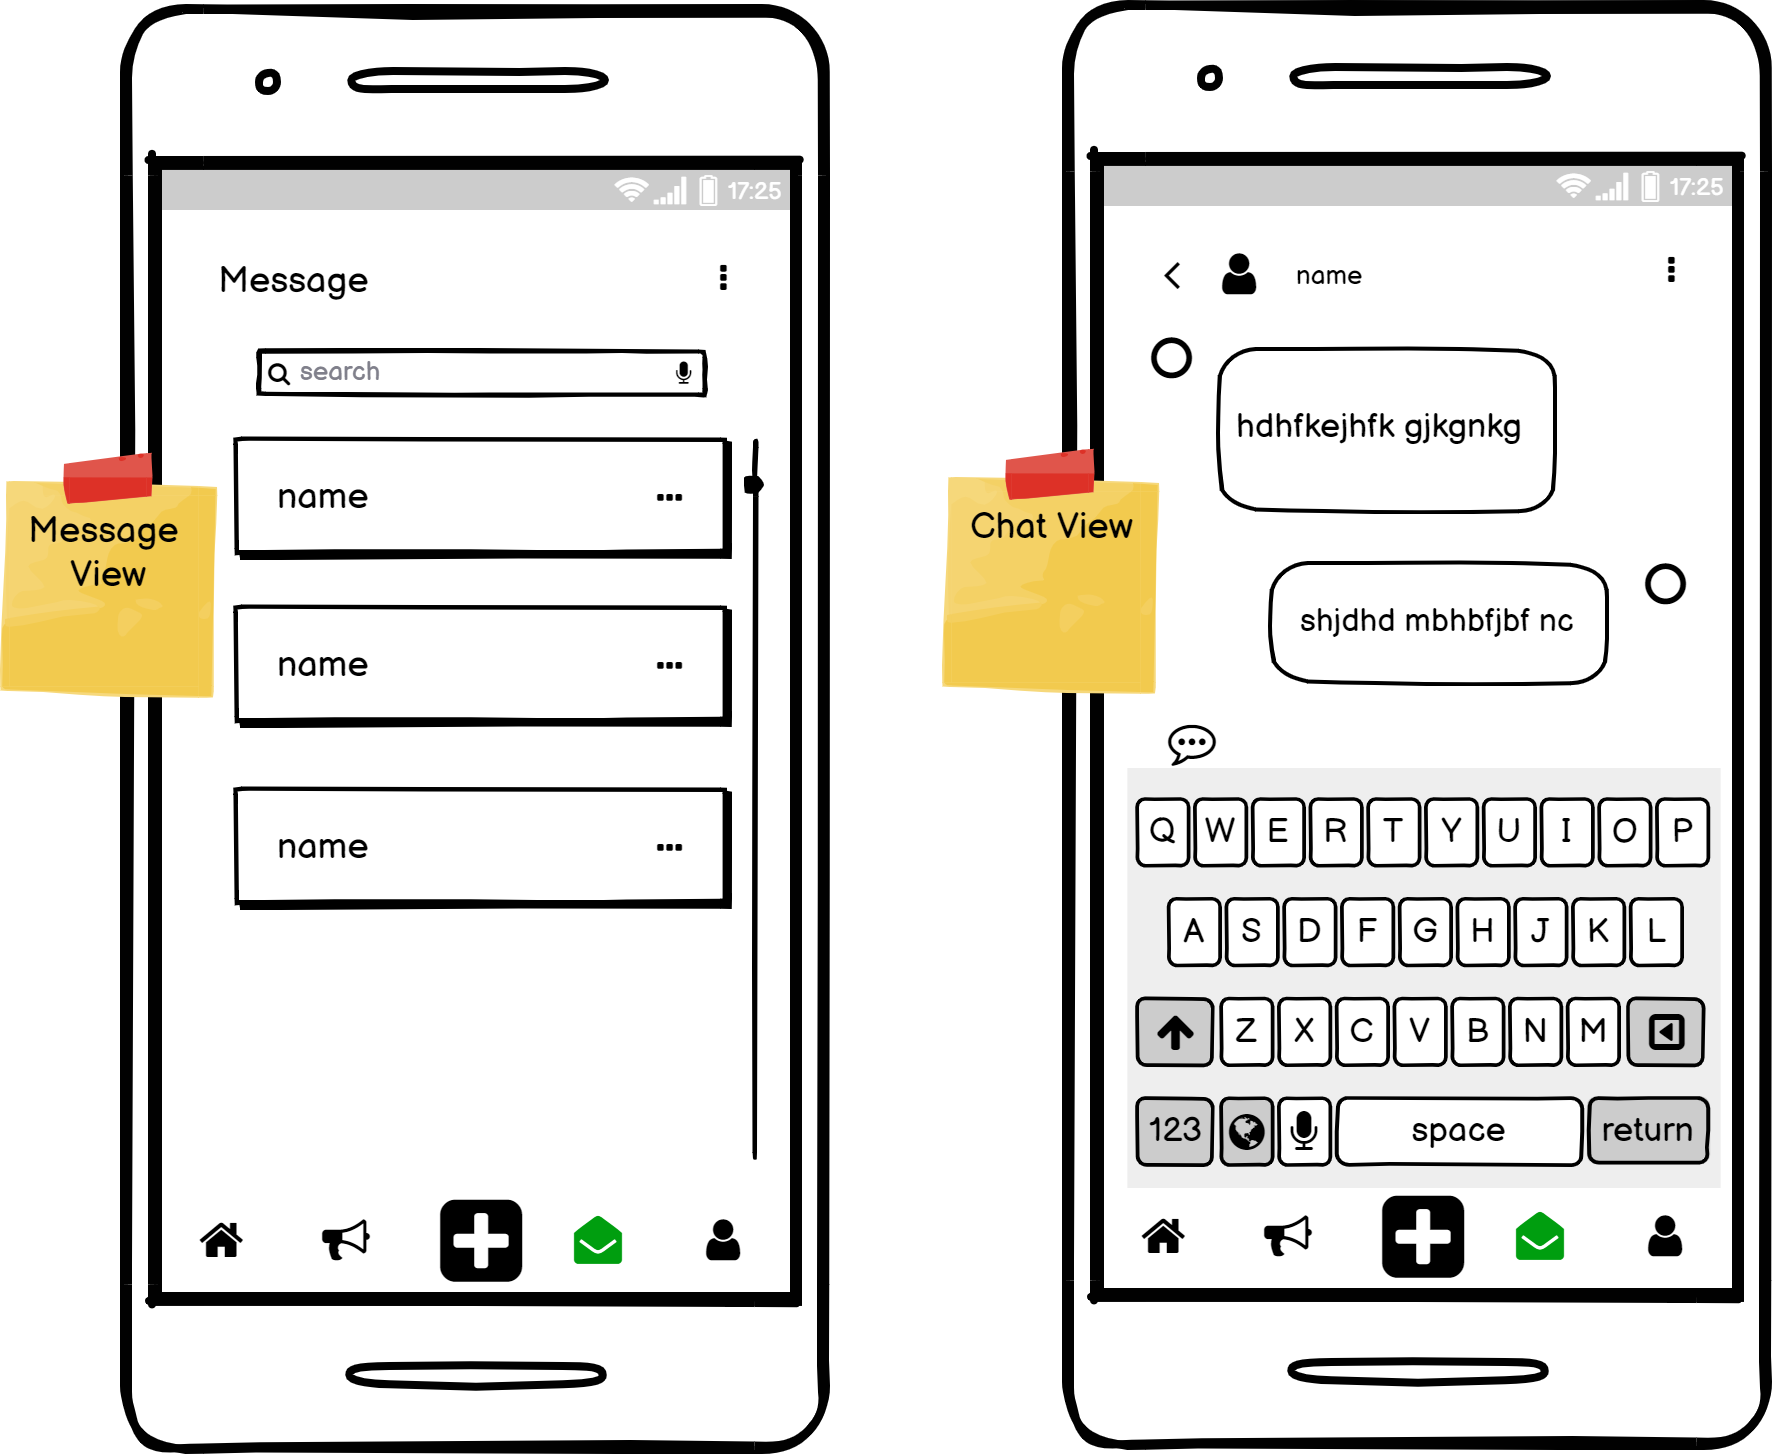 17:25
Message
search
name
name
name
Message
View
17:25
name
hdhfkejhfk gjkgnkg
shjdhd mbhbfjbf nc
Chat View
Q W E R T Y U I O P
A S D F G H J K L
Z X C V B N M
123 space return